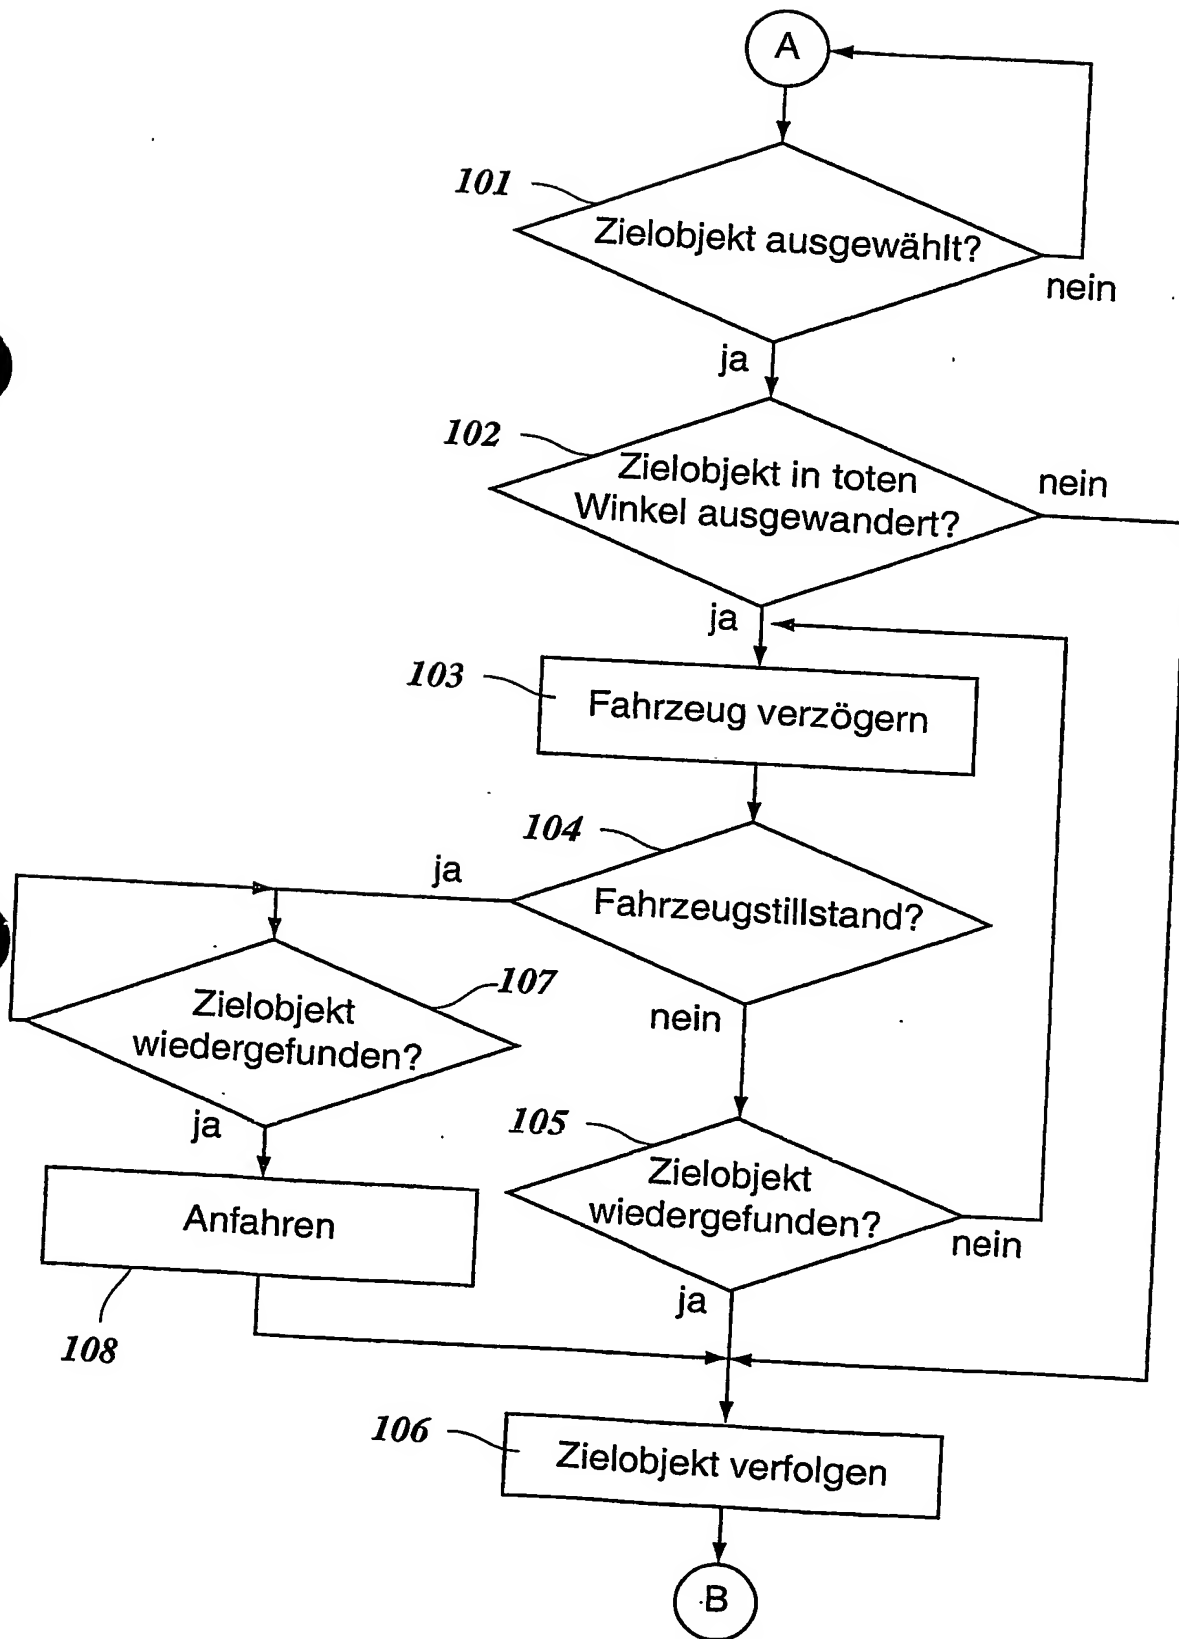 A
101
Zielobjekt ausgewählt?
nein
ja
102
Zielobjekt in toten
Winkel ausgewandert?
nein
ja
103
Fahrzeug verzögern
104
ja
Fahrzeugstillstand?
nein
107
Zielobjekt
wiedergefunden?
ja
105
Zielobjekt
wiedergefunden?
nein
ja
Anfahren
108
106
Zielobjekt verfolgen
B